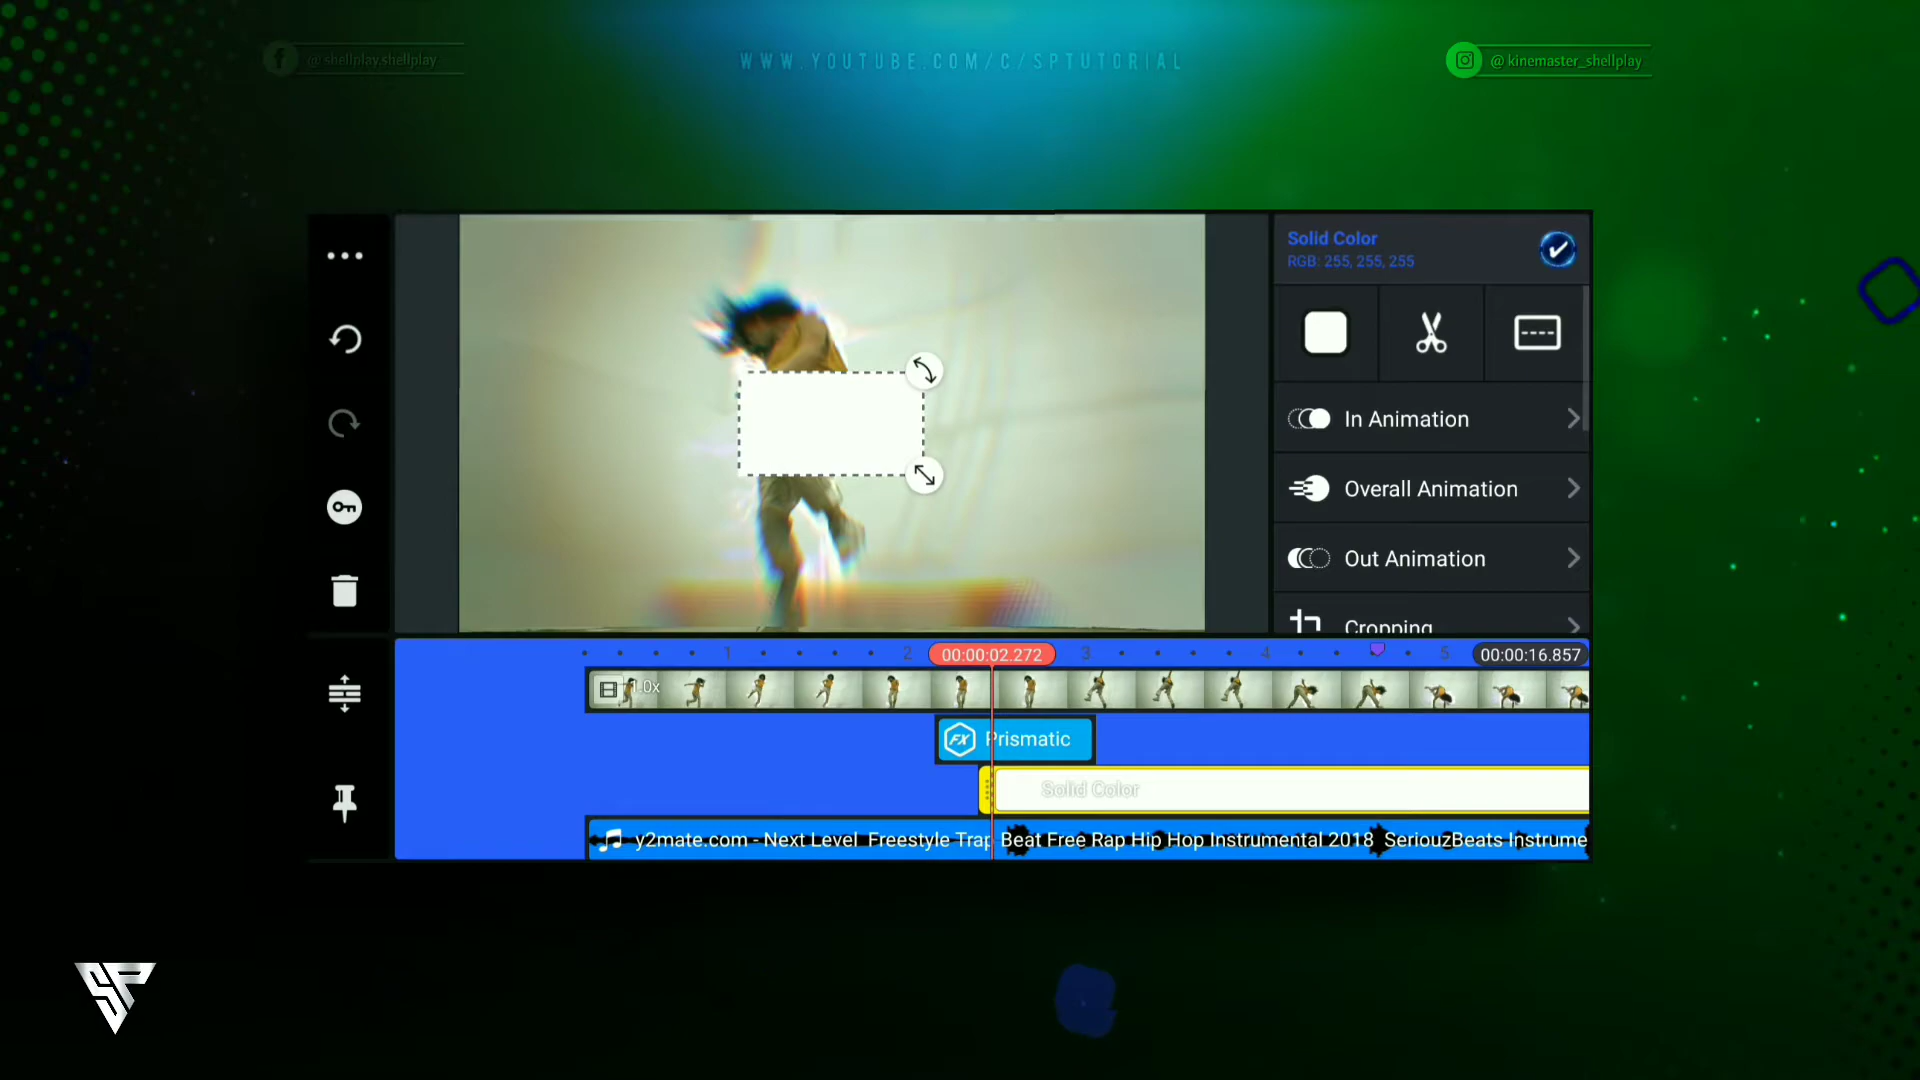 @shellplay.shellplay
WWW.YOUTUBE.COM/C/SPTUTORIAL
@kinemaster_shellplay
Solid Color
RGB: 255, 255, 255
In Animation
Overall Animation
Out Animation
Cropping
1 2 00:00:02.272 3 4 5 00:00:16.857
1.0x
FX Prismatic
Solid Color
y2mate.com - Next Level Freestyle Trap Beat Free Rap Hip Hop Instrumental 2018 SeriouzBeats Instrume